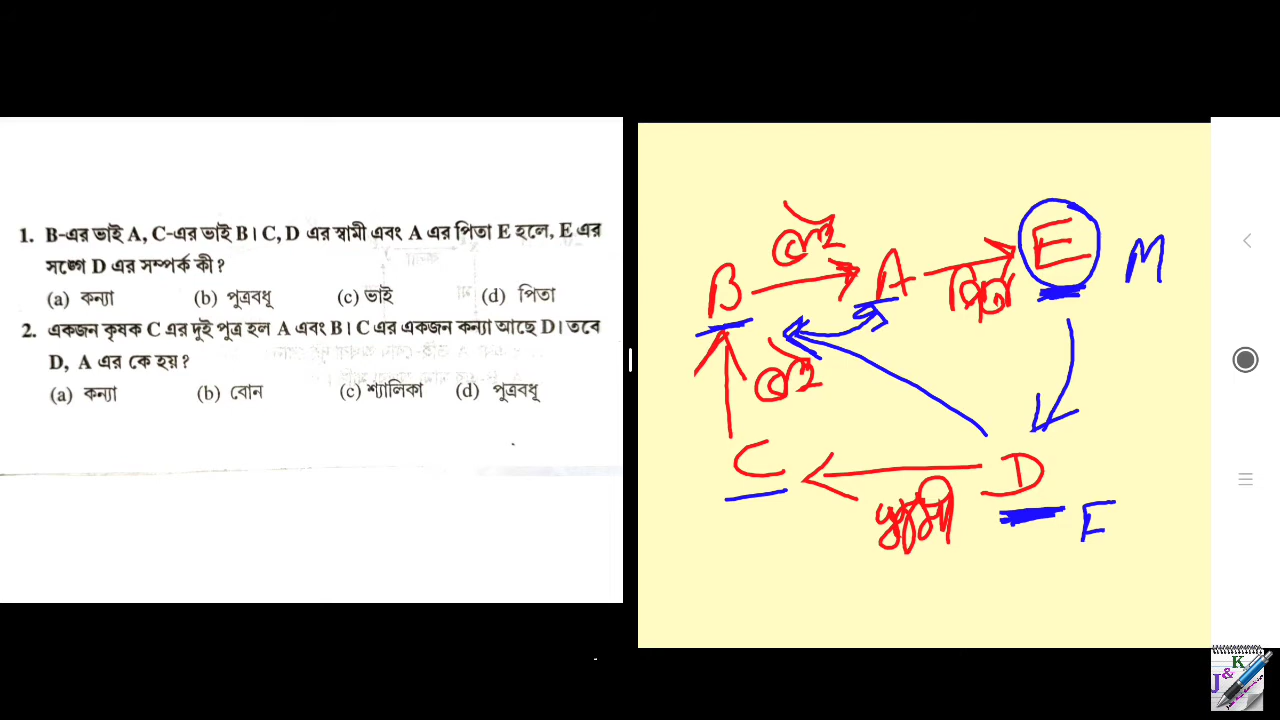 1. B-এর ভাই A, C-এর ভাই B। C, D এর স্বামী এবং A এর পিতা E হলে, E এর
সঙ্গে D এর সম্পর্ক কী?
(a) কন্যা (b) পুত্রবধূ (c) ভাই (d) পিতা
2. একজন কৃষক C এর দুই পুত্র হল A এবং B। C এর একজন কন্যা আছে D। তবে
D, A এর কে হয়?
(a) কন্যা (b) বোন (c) শ্যালিকা (d) পুত্রবধূ
ভাই
B A পিতা E M
ভাই
C স্বামী D F
J & K